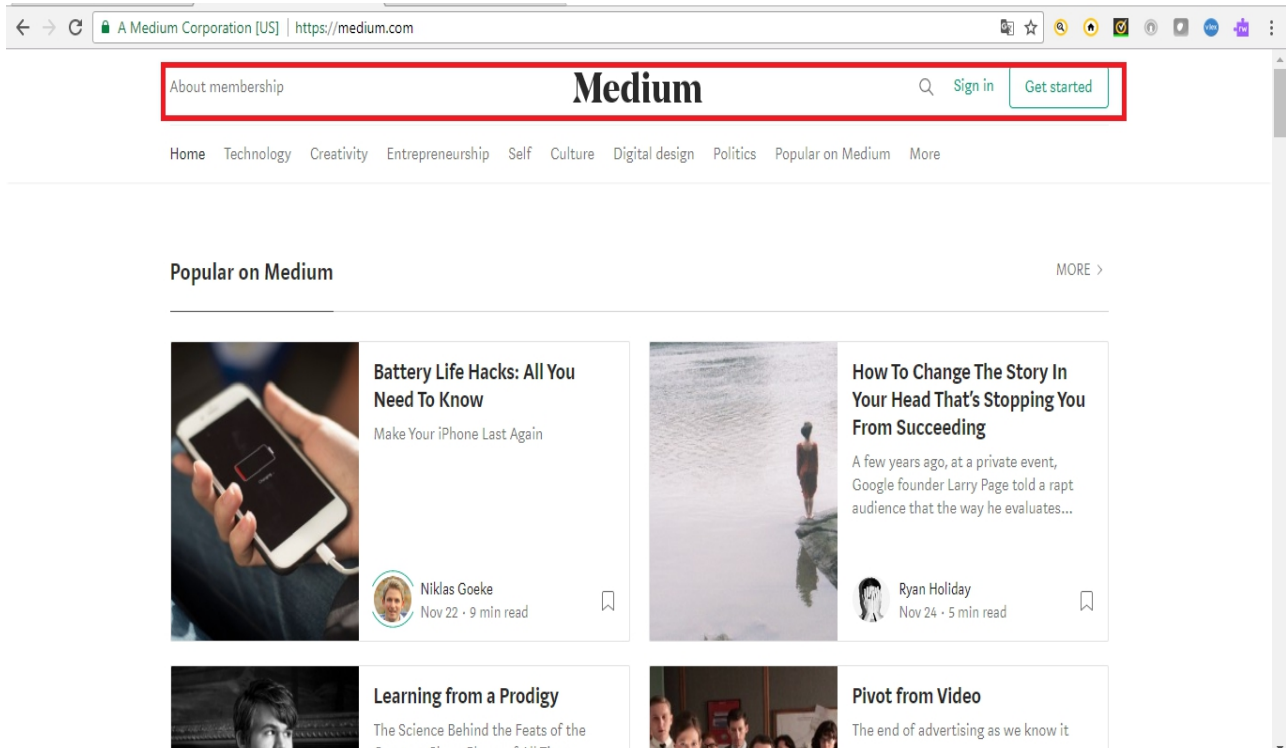 A Medium Corporation [US] | https://medium.com
About membership Medium Sign in Get started
Home Technology Creativity Entrepreneurship Self Culture Digital design Politics Popular on Medium More
Popular on Medium MORE >
Battery Life Hacks: All You
Need To Know
Make Your iPhone Last Again
Niklas Goeke
Nov 22 · 9 min read
How To Change The Story In
Your Head That's Stopping You
From Succeeding
A few years ago, at a private event,
Google founder Larry Page told a rapt
audience that the way he evaluates...
Ryan Holiday
Nov 24 · 5 min read
Learning from a Prodigy
The Science Behind the Feats of the
Pivot from Video
The end of advertising as we know it